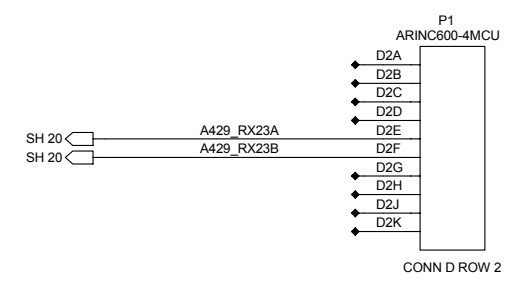 P1
ARINC600-4MCU
D2A
D2B
D2C
D2D
SH 20 A429_RX23A D2E
SH 20 A429_RX23B D2F
D2G
D2H
D2J
D2K
CONN D ROW 2